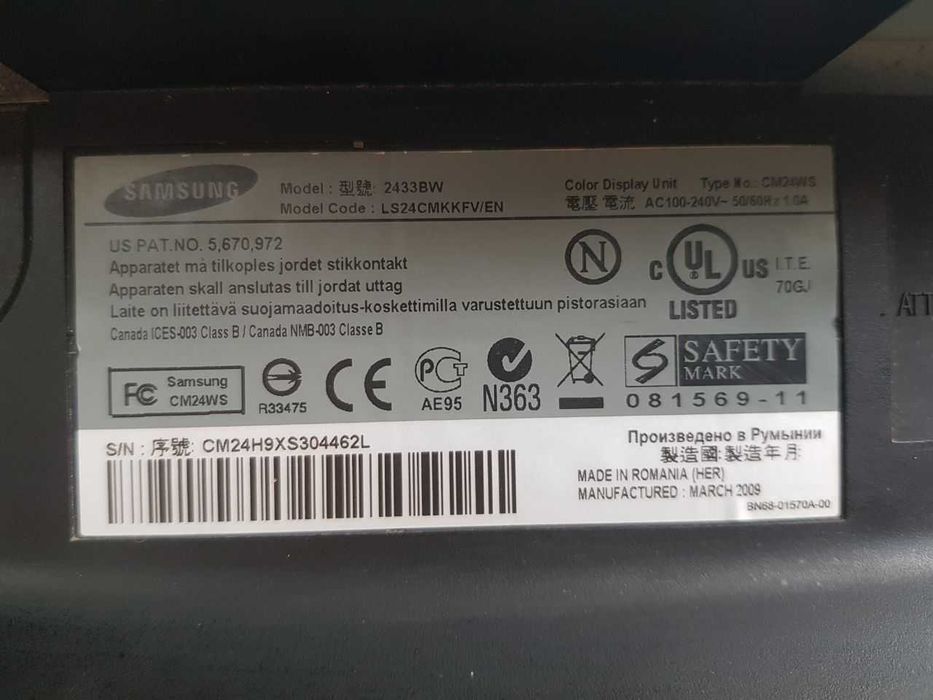 SAMSUNG
Model : 型號: 2433BW
Model Code : LS24CMKKFV/EN
Color Display Unit Type No.: CM24WS
電壓 電流 AC100-240V~ 50/60Hz 1.0A
US PAT.NO. 5,670,972
Apparatet må tilkoples jordet stikkontakt
Apparaten skall anslutas till jordat uttag
Laite on liitettävä suojamaadoitus-koskettimilla varustettuun pistorasiaan
Canada ICES-003 Class B / Canada NMB-003 Classe B
N
C UL US
LISTED
I.T.E.
70GJ
FC Samsung
CM24WS
R33475
CE
РСТ
AE95
N363
S SAFETY
MARK
081569-11
S/N : 序號: CM24H9XS304462L
Произведено в Румынии
製造國:製造年月
MADE IN ROMANIA (HER)
MANUFACTURED : MARCH 2009
BN68-01570A-00